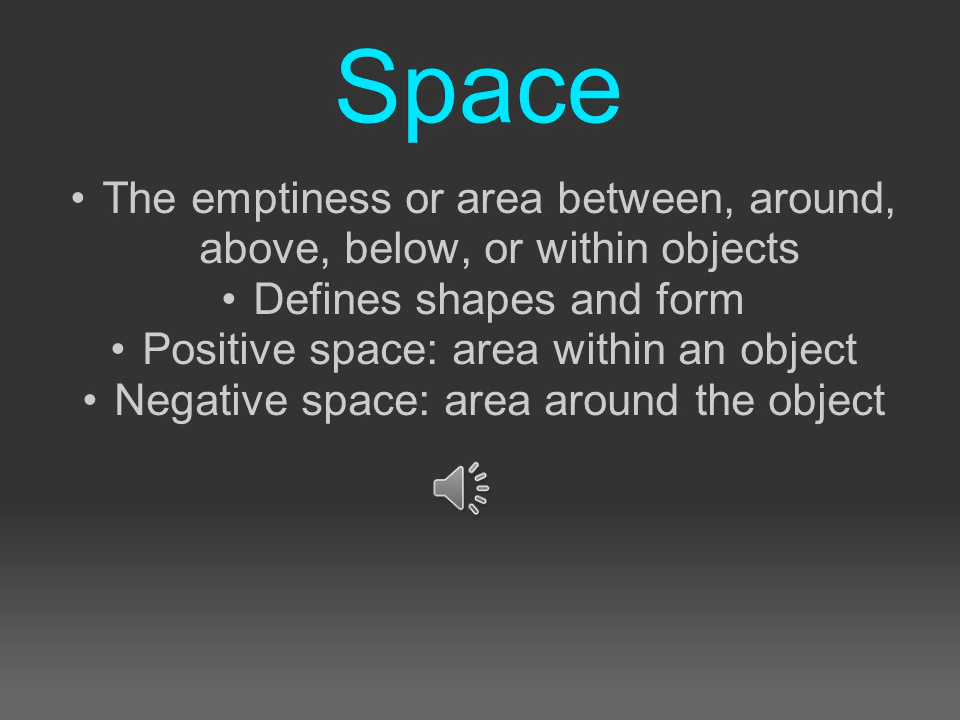 Space
• The emptiness or area between, around,
above, below, or within objects
• Defines shapes and form
• Positive space: area within an object
• Negative space: area around the object